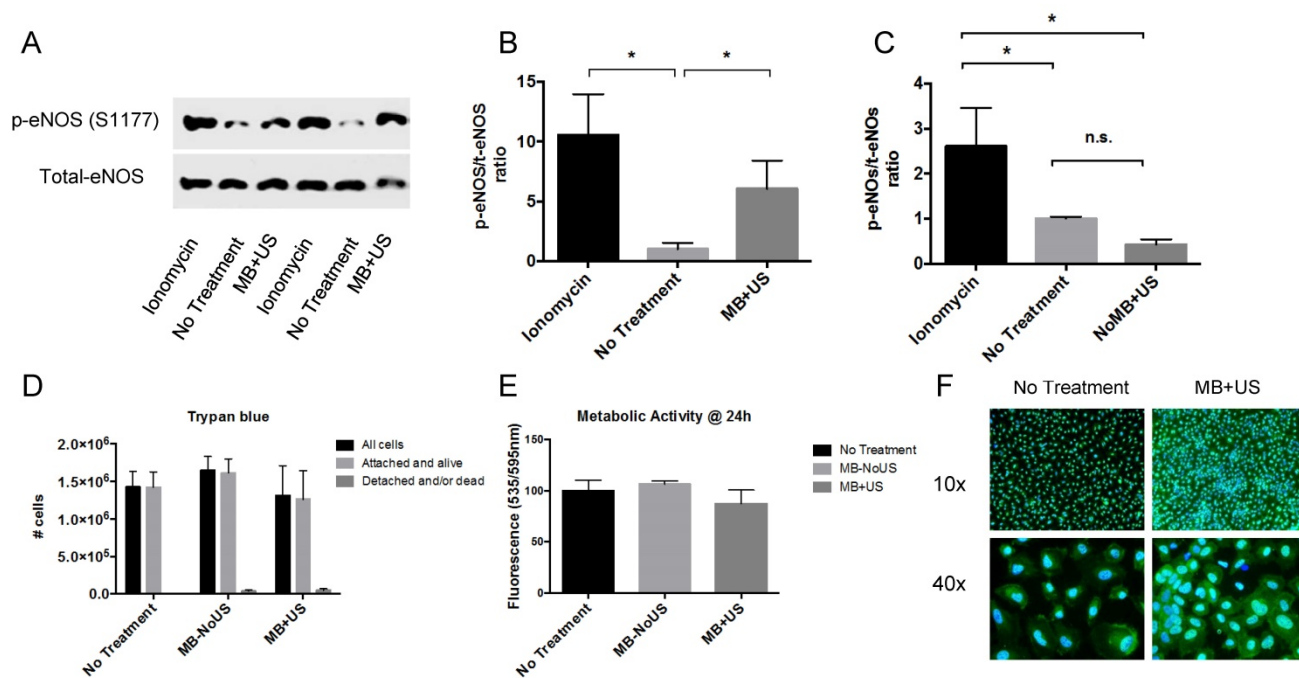 A
p-eNOS (S1177)
Total-eNOS
Ionomycin
No Treatment
MB+US
Ionomycin
No Treatment
MB+US
B
* *
p-eNOS/t-eNOS
ratio
15
10
5
0
Ionomycin
No Treatment
MB+US
C
*
*
n.s.
p-eNOs/t-eNOs
ratio
4
3
2
1
0
Ionomycin
No Treatment
NoMB+US
D
Trypan blue
# cells
2.0×10⁶
1.5×10⁶
1.0×10⁶
5.0×10⁵
0.0
All cells
Attached and alive
Detached and/or dead
No Treatment
MB-NoUS
MB+US
E
Metabolic Activity @ 24h
Fluorescence (535/595nm)
150
100
50
0
No Treatment
MB-NoUS
MB+US
No Treatment
MB-NoUS
MB+US
F
No Treatment MB+US
10x
40x